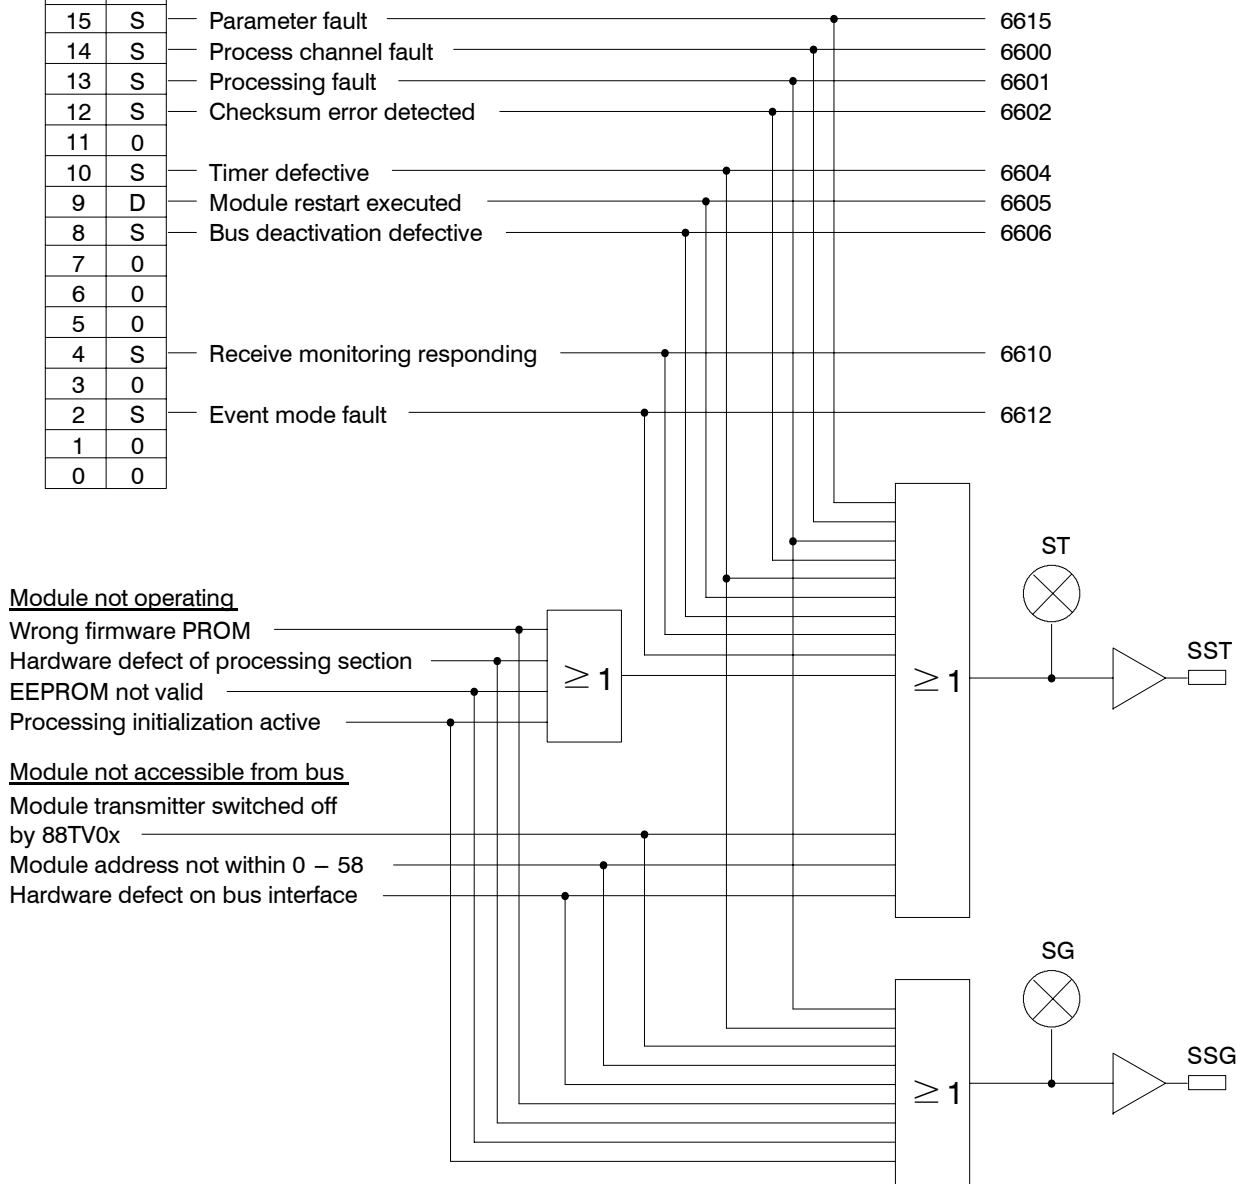 15 S Parameter fault 6615
14 S Process channel fault 6600
13 S Processing fault 6601
12 S Checksum error detected 6602
11 0
10 S Timer defective 6604
9 D Module restart executed 6605
8 S Bus deactivation defective 6606
7 0
6 0
5 0
4 S Receive monitoring responding 6610
3 0
2 S Event mode fault 6612
1 0
0 0
ST
Module not operating
Wrong firmware PROM
Hardware defect of processing section
EEPROM not valid
Processing initialization active
≥ 1
≥ 1
SST
Module not accessible from bus
Module transmitter switched off
by 88TV0x
Module address not within 0 – 58
Hardware defect on bus interface
SG
≥ 1
SSG